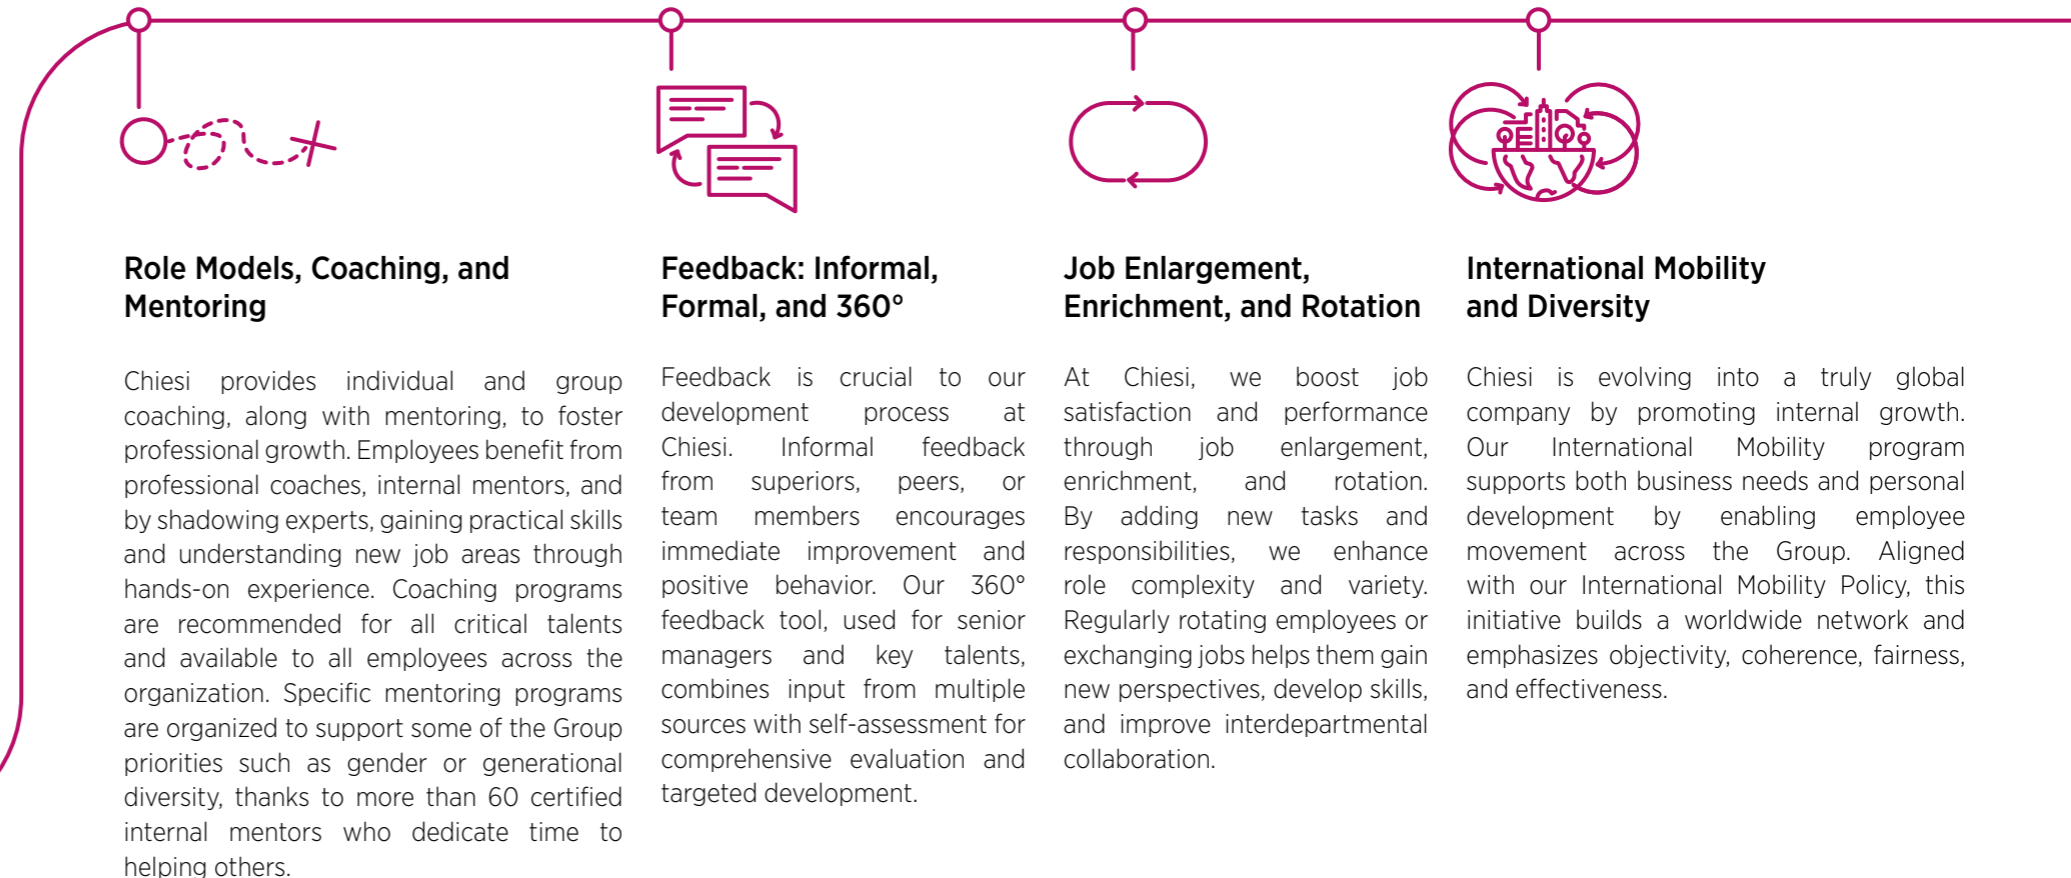 Role Models, Coaching, and
Mentoring
Chiesi provides individual and group
coaching, along with mentoring, to foster
professional growth. Employees benefit from
professional coaches, internal mentors, and
by shadowing experts, gaining practical skills
and understanding new job areas through
hands-on experience. Coaching programs
are recommended for all critical talents
and available to all employees across the
organization. Specific mentoring programs
are organized to support some of the Group
priorities such as gender or generational
diversity, thanks to more than 60 certified
internal mentors who dedicate time to
helping others.
Feedback: Informal,
Formal, and 360°
Feedback is crucial to our
development process at
Chiesi. Informal feedback
from superiors, peers, or
team members encourages
immediate improvement and
positive behavior. Our 360°
feedback tool, used for senior
managers and key talents,
combines input from multiple
sources with self-assessment for
comprehensive evaluation and
targeted development.
Job Enlargement,
Enrichment, and Rotation
At Chiesi, we boost job
satisfaction and performance
through job enlargement,
enrichment, and rotation.
By adding new tasks and
responsibilities, we enhance
role complexity and variety.
Regularly rotating employees or
exchanging jobs helps them gain
new perspectives, develop skills,
and improve interdepartmental
collaboration.
International Mobility
and Diversity
Chiesi is evolving into a truly global
company by promoting internal growth.
Our International Mobility program
supports both business needs and personal
development by enabling employee
movement across the Group. Aligned
with our International Mobility Policy, this
initiative builds a worldwide network and
emphasizes objectivity, coherence, fairness,
and effectiveness.